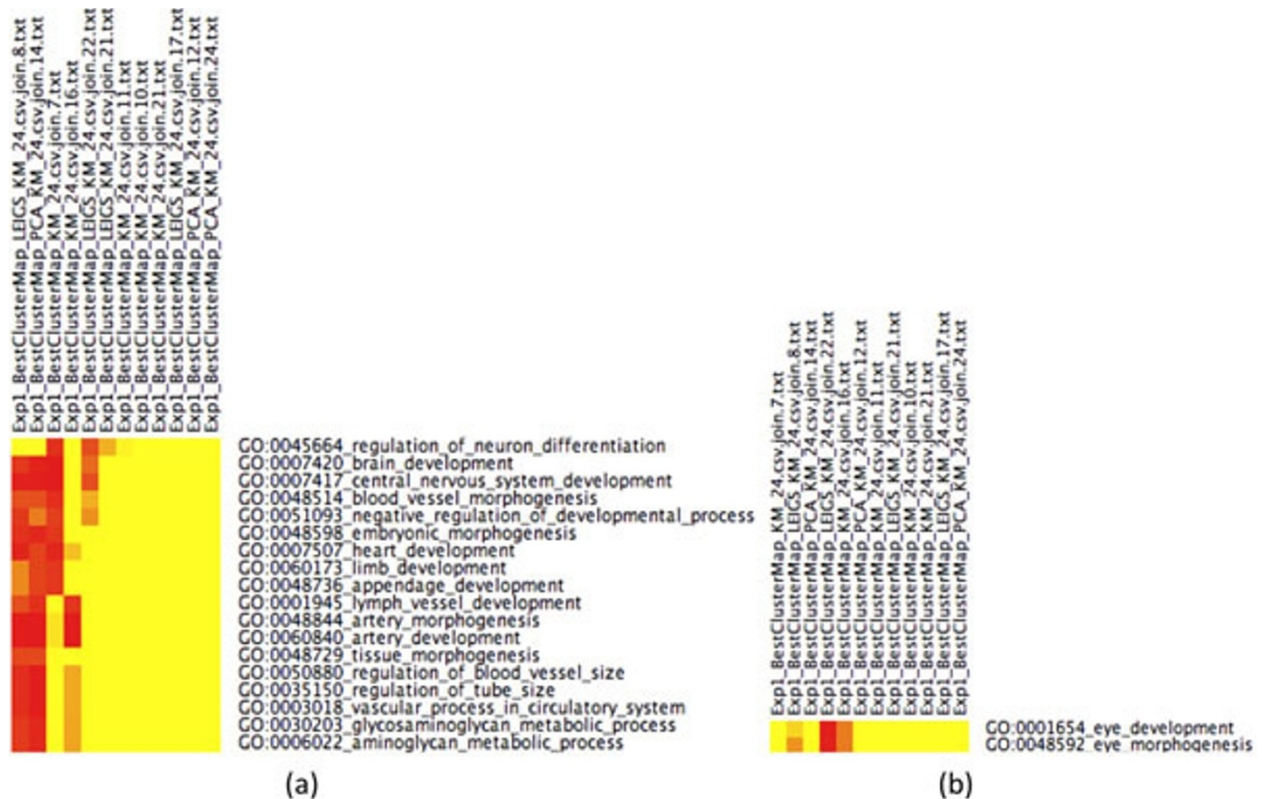 Exp1_BestClusterMap_LEIGS_KM_24.csv.join.8.txt
Exp1_BestClusterMap_PCA_KM_24.csv.join.14.txt
Exp1_BestClusterMap_KM_24.csv.join.7.txt
Exp1_BestClusterMap_KM_24.csv.join.16.txt
Exp1_BestClusterMap_LEIGS_KM_24.csv.join.22.txt
Exp1_BestClusterMap_LEIGS_KM_24.csv.join.21.txt
Exp1_BestClusterMap_KM_24.csv.join.11.txt
Exp1_BestClusterMap_KM_24.csv.join.10.txt
Exp1_BestClusterMap_KM_24.csv.join.21.txt
Exp1_BestClusterMap_LEIGS_KM_24.csv.join.17.txt
Exp1_BestClusterMap_PCA_KM_24.csv.join.12.txt
Exp1_BestClusterMap_PCA_KM_24.csv.join.24.txt
GO:0045664_regulation_of_neuron_differentiation
GO:0007420_brain_development
GO:0007417_central_nervous_system_development
GO:0048514_blood_vessel_morphogenesis
GO:0051093_negative_regulation_of_developmental_process
GO:0048598_embryonic_morphogenesis
GO:0007507_heart_development
GO:0060173_limb_development
GO:0048736_appendage_development
GO:0001945_lymph_vessel_development
GO:0048844_artery_morphogenesis
GO:0060840_artery_development
GO:0048729_tissue_morphogenesis
GO:0050880_regulation_of_blood_vessel_size
GO:0035150_regulation_of_tube_size
GO:0003018_vascular_process_in_circulatory_system
GO:0030203_glycosaminoglycan_metabolic_process
GO:0006022_aminoglycan_metabolic_process
(a)
Exp1_BestClusterMap_KM_24.csv.join.7.txt
Exp1_BestClusterMap_LEIGS_KM_24.csv.join.8.txt
Exp1_BestClusterMap_PCA_KM_24.csv.join.14.txt
Exp1_BestClusterMap_LEIGS_KM_24.csv.join.22.txt
Exp1_BestClusterMap_KM_24.csv.join.16.txt
Exp1_BestClusterMap_PCA_KM_24.csv.join.12.txt
Exp1_BestClusterMap_KM_24.csv.join.11.txt
Exp1_BestClusterMap_LEIGS_KM_24.csv.join.21.txt
Exp1_BestClusterMap_KM_24.csv.join.10.txt
Exp1_BestClusterMap_KM_24.csv.join.21.txt
Exp1_BestClusterMap_LEIGS_KM_24.csv.join.17.txt
Exp1_BestClusterMap_PCA_KM_24.csv.join.24.txt
GO:0001654_eye_development
GO:0048592_eye_morphogenesis
(b)